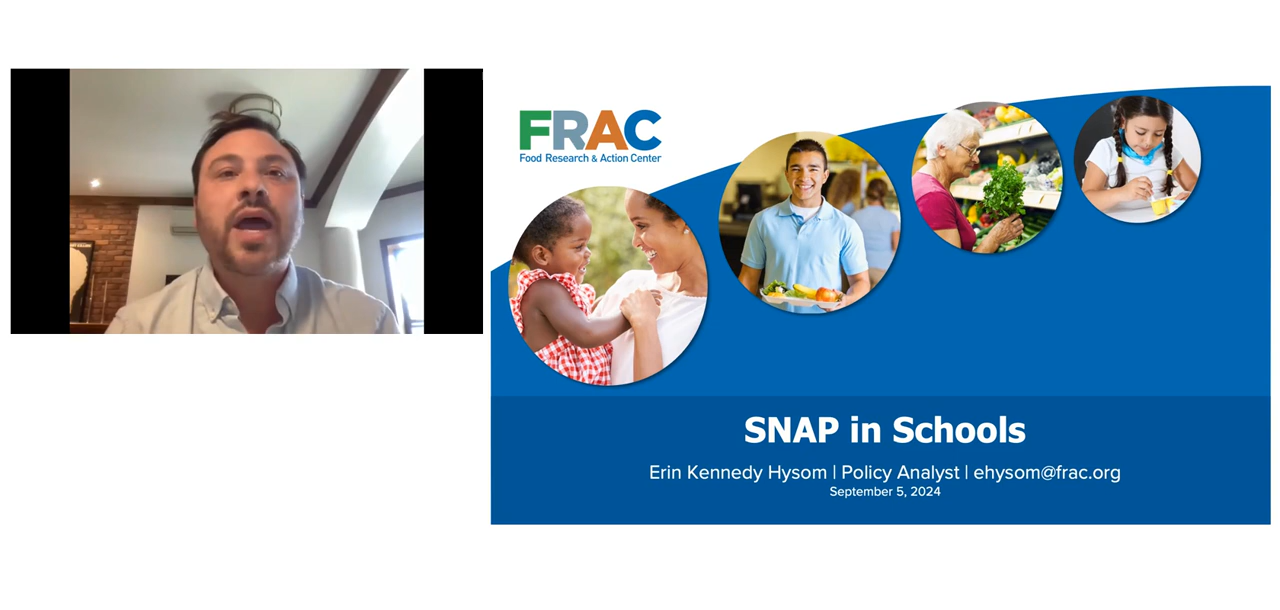 FRAC
Food Research & Action Center
SNAP in Schools
Erin Kennedy Hysom | Policy Analyst | ehysom@frac.org
September 5, 2024